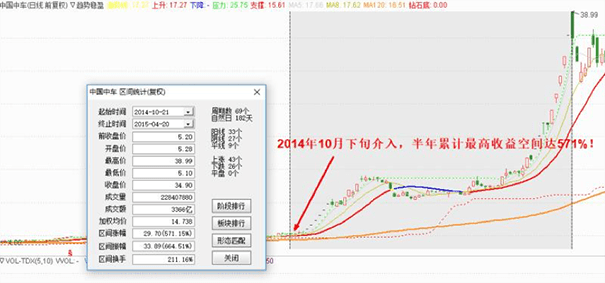 中国中车(日线 前复权) ▽趋势稳盈 上升: 17.27 下降: - 压力: 25.75 支撑: 15.61 MA5: 17.66 MA8: 17.62 MA120: 16.51 钻石底: 0.00
38.99
中国中车 区间统计(复权)
起始时间 2014-10-21 周期数 69个
终止时间 2015-04-20 自然日 182天
前收盘价 5.20 阳线 33个
开盘价 5.28 阴线 27个
最高价 38.99 平线 9个
最低价 5.10 上涨 43个
收盘价 34.90 下跌 26个
成交量 228407880 平盘 0个
成交额 3366亿
加权均价 14.738
区间涨幅 29.70(571.15%)
区间振幅 33.89(664.51%)
区间换手 211.16%
阶段排行
板块排行
形态匹配
关闭
2014年10月下旬介入，半年累计最高收益空间达571%！
▽VOL-TDX(5,10) VVOL: -